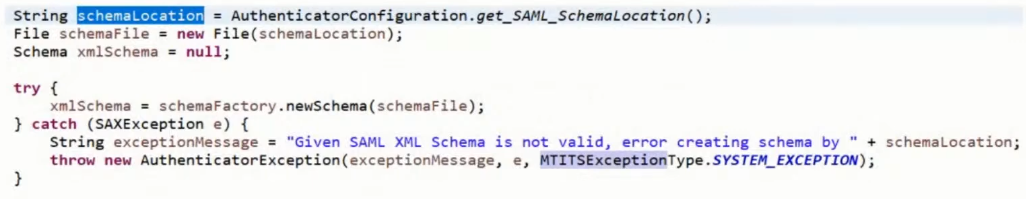 String schemaLocation = AuthenticatorConfiguration.get_SAML_SchemaLocation();
File schemaFile = new File(schemaLocation);
Schema xmlSchema = null;

try {
    xmlSchema = schemaFactory.newSchema(schemaFile);
} catch (SAXException e) {
    String exceptionMessage = "Given SAML XML Schema is not valid, error creating schema by " + schemaLocation;
    throw new AuthenticatorException(exceptionMessage, e, MTITSExceptionType.SYSTEM_EXCEPTION);
}